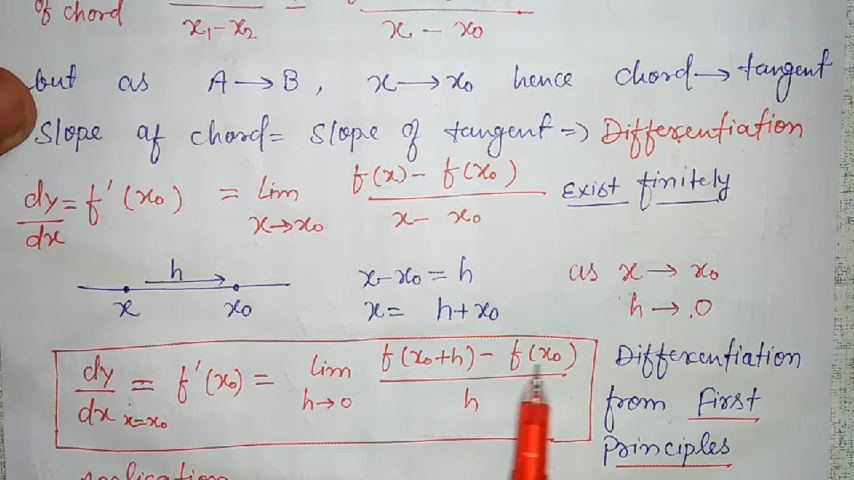 of chord x₁-x₂ = x - x₀
but as A→B, x→x₀ hence chord→tangent
Slope of chord= Slope of tangent=> Differentiation
dy/dx = f'(x₀) = lim x→x₀ f(x)- f(x₀) / x- x₀ Exist finitely
h x-x₀=h as x→x₀
x x₀ x= h+x₀ h→.0
dy/dx x=x₀ = f'(x₀) = lim h→0 f(x₀+h)- f(x₀) / h Differentiation
from First
Principles
Application